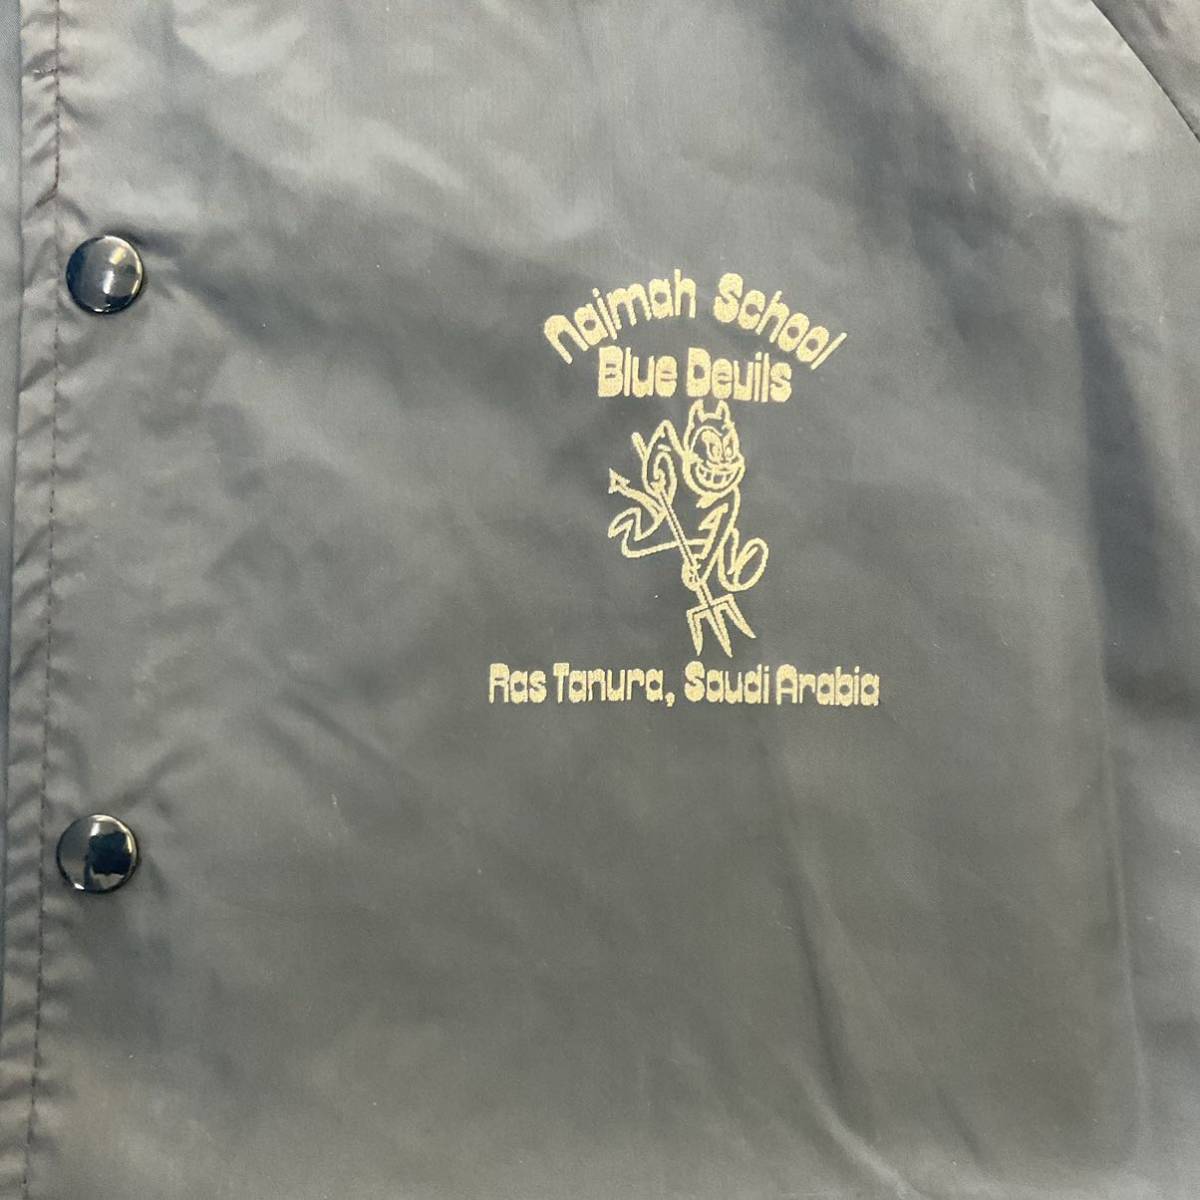 Najmah School
Blue Devils
Ras Tanura, Saudi Arabia